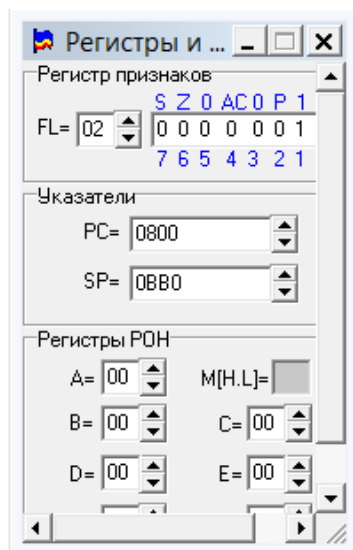 Регистры и ...
Регистр признаков
S Z 0 AC 0 P 1
FL= 02 0 0 0 0 0 0 1
7 6 5 4 3 2 1
Указатели
PC= 0800
SP= 0BB0
Регистры РОН
A= 00 M[H.L]=
B= 00 C= 00
D= 00 E= 00